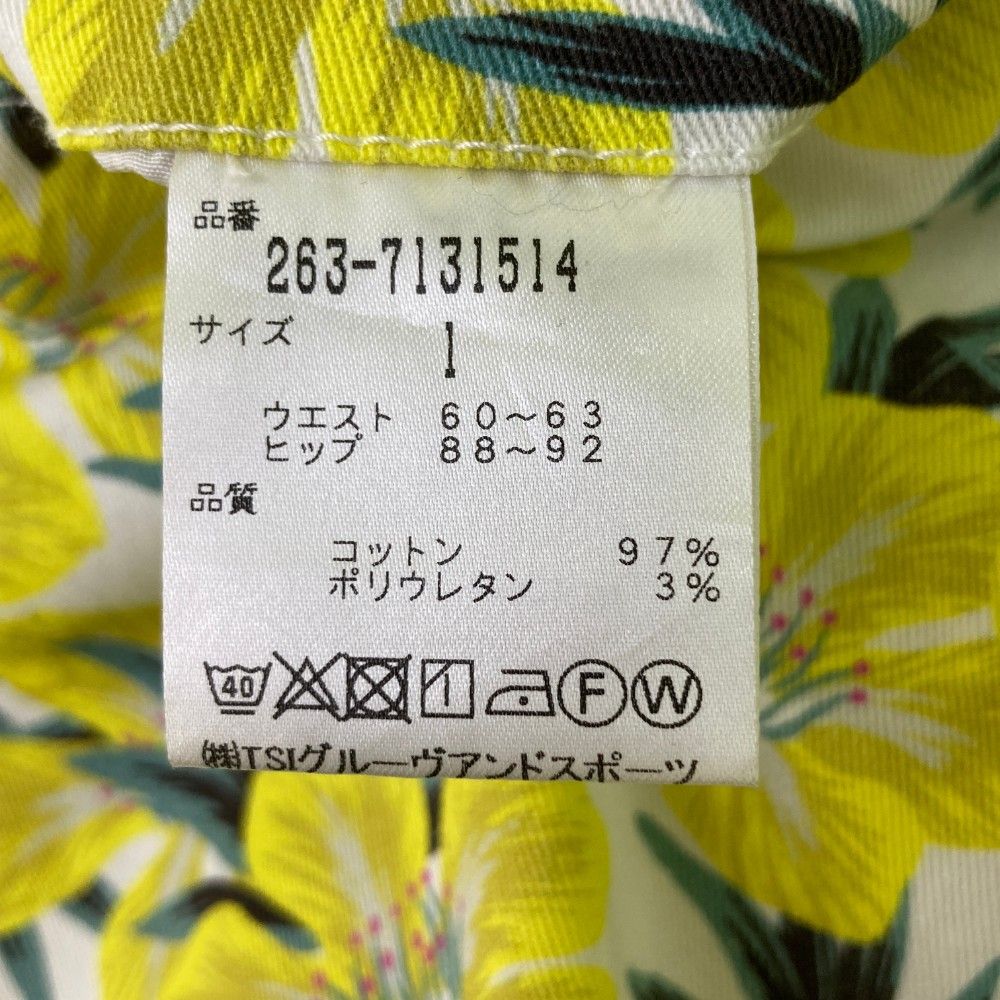 品番
263-7131514
サイズ 1
ウエスト 60～63
ヒップ 88～92
品質
コットン 97%
ポリウレタン 3%
40 1 F W
㈱TSIグルーヴアンドスポーツ